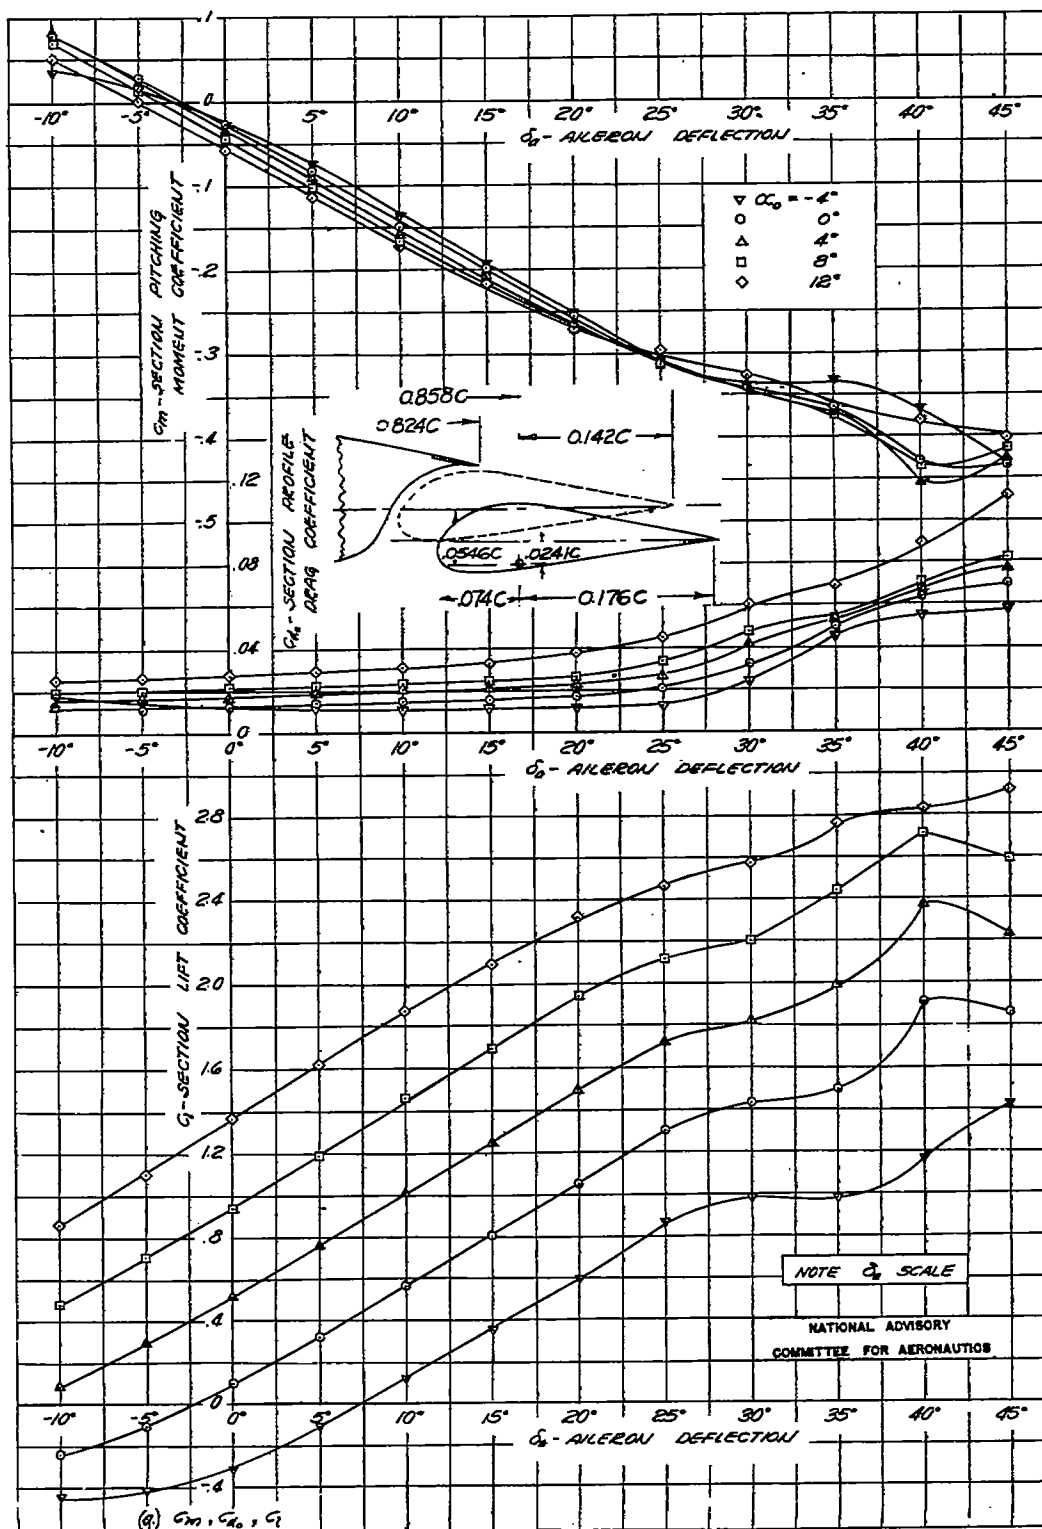 .1
0
-10° -5° 5° 10° 15° 20° 25° 30° 35° 40° 45°
δa - AILERON DEFLECTION
Cm - SECTION PITCHING
MOMENT COEFFICIENT
-.1
-.2
-.3
-.4
-.5
▽ α₀ = -4°
○ 0°
△ 4°
□ 8°
◇ 12°
0.858C
0.824C
0.142C
.0546C
.0241C
.074C
0.176C
Cd₀ - SECTION PROFILE
DRAG COEFFICIENT
.12
.08
.04
0
-10° -5° 0° 5° 10° 15° 20° 25° 30° 35° 40° 45°
δa - AILERON DEFLECTION
Cl - SECTION LIFT COEFFICIENT
2.8
2.4
2.0
1.6
1.2
.8
.4
0
-.4
NOTE δa SCALE
NATIONAL ADVISORY
COMMITTEE FOR AERONAUTICS
-10° -5° 0° 5° 10° 15° 20° 25° 30° 35° 40° 45°
δa - AILERON DEFLECTION
(a.) Cm, Cd₀, Cl